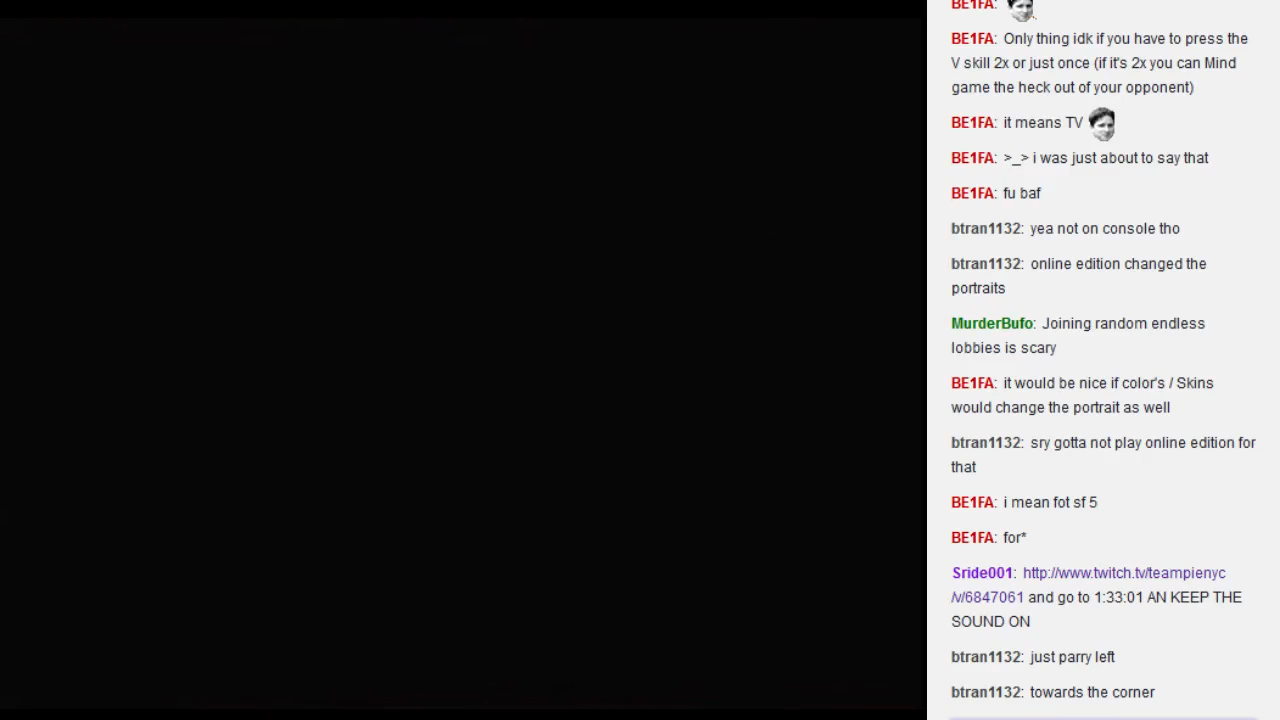 BE1FA:
BE1FA: Only thing idk if you have to press the
V skill 2x or just once (if it's 2x you can Mind
game the heck out of your opponent)
BE1FA: it means TV
BE1FA: >_> i was just about to say that
BE1FA: fu baf
btran1132: yea not on console tho
btran1132: online edition changed the
portraits
MurderBufo: Joining random endless
lobbies is scary
BE1FA: it would be nice if color's / Skins
would change the portrait as well
btran1132: sry gotta not play online edition for
that
BE1FA: i mean fot sf 5
BE1FA: for*
Sride001: http://www.twitch.tv/teampienyc
/v/6847061 and go to 1:33:01 AN KEEP THE
SOUND ON
btran1132: just parry left
btran1132: towards the corner